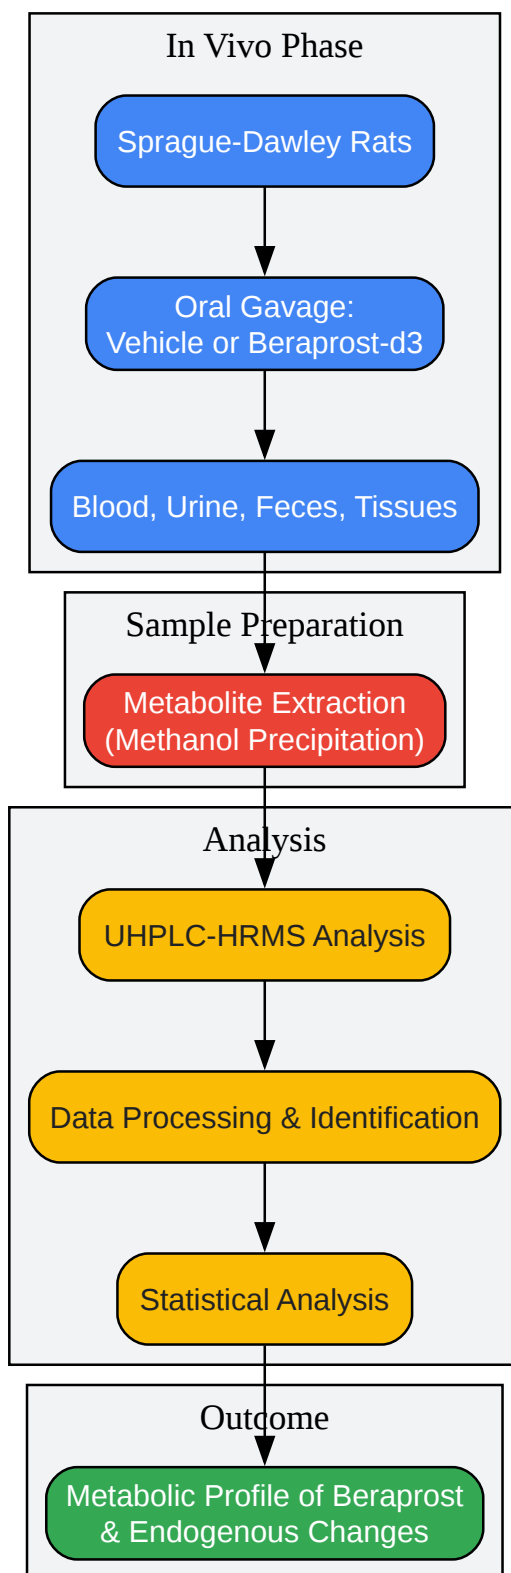 In Vivo Phase
Sprague-Dawley Rats
Oral Gavage:
Vehicle or Beraprost-d3
Blood, Urine, Feces, Tissues
Sample Preparation
Metabolite Extraction
(Methanol Precipitation)
Analysis
UHPLC-HRMS Analysis
Data Processing & Identification
Statistical Analysis
Outcome
Metabolic Profile of Beraprost
& Endogenous Changes